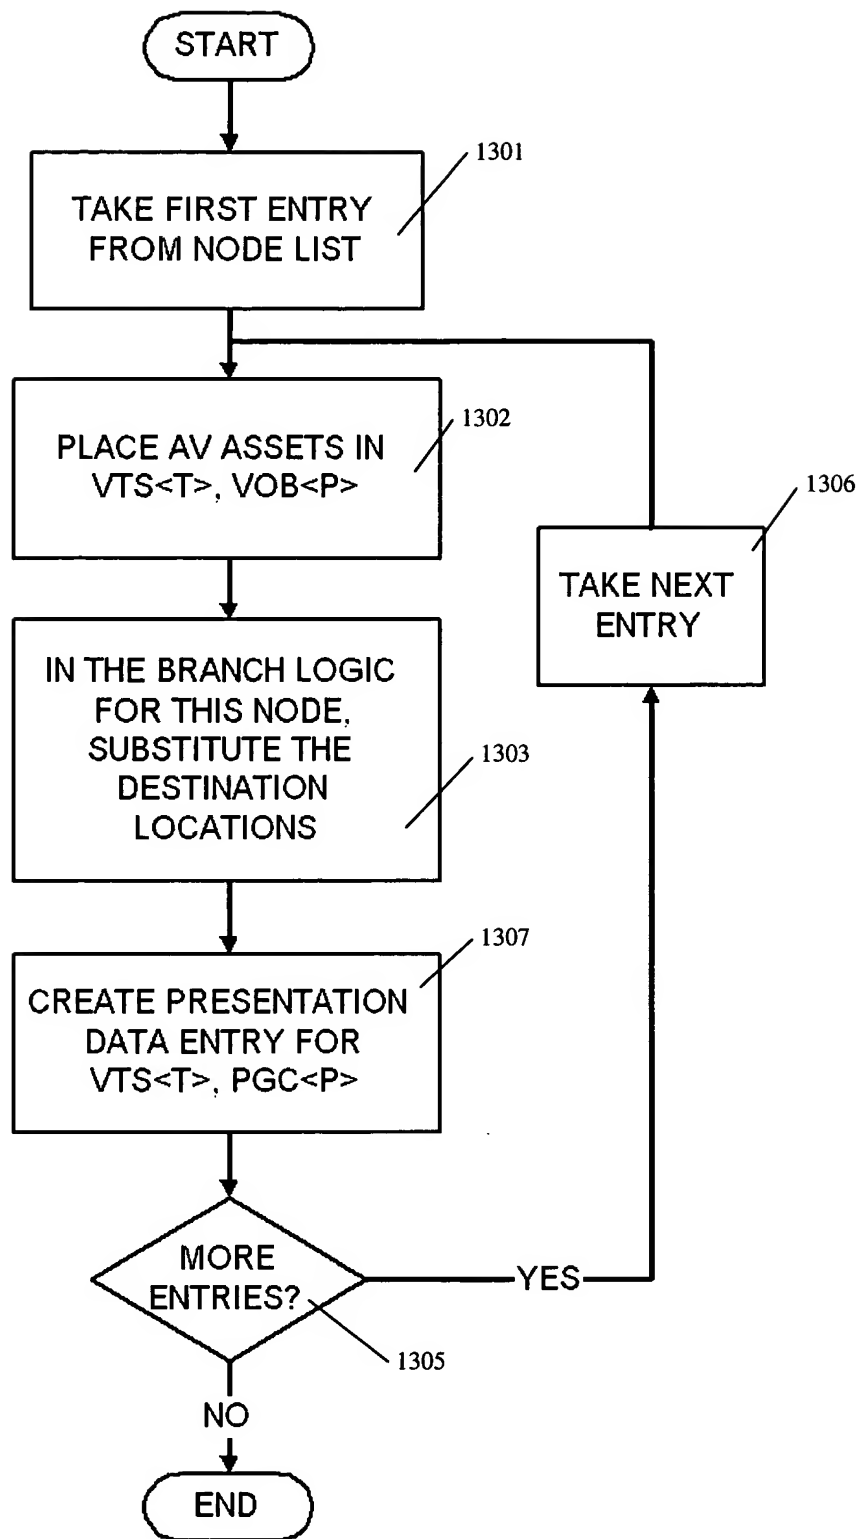 START
1301
TAKE FIRST ENTRY
FROM NODE LIST
1302
PLACE AV ASSETS IN
VTS<T>, VOB<P>
1306
TAKE NEXT
ENTRY
IN THE BRANCH LOGIC
FOR THIS NODE,
SUBSTITUTE THE
DESTINATION
LOCATIONS
1303
1307
CREATE PRESENTATION
DATA ENTRY FOR
VTS<T>, PGC<P>
MORE
ENTRIES?
YES
1305
NO
END